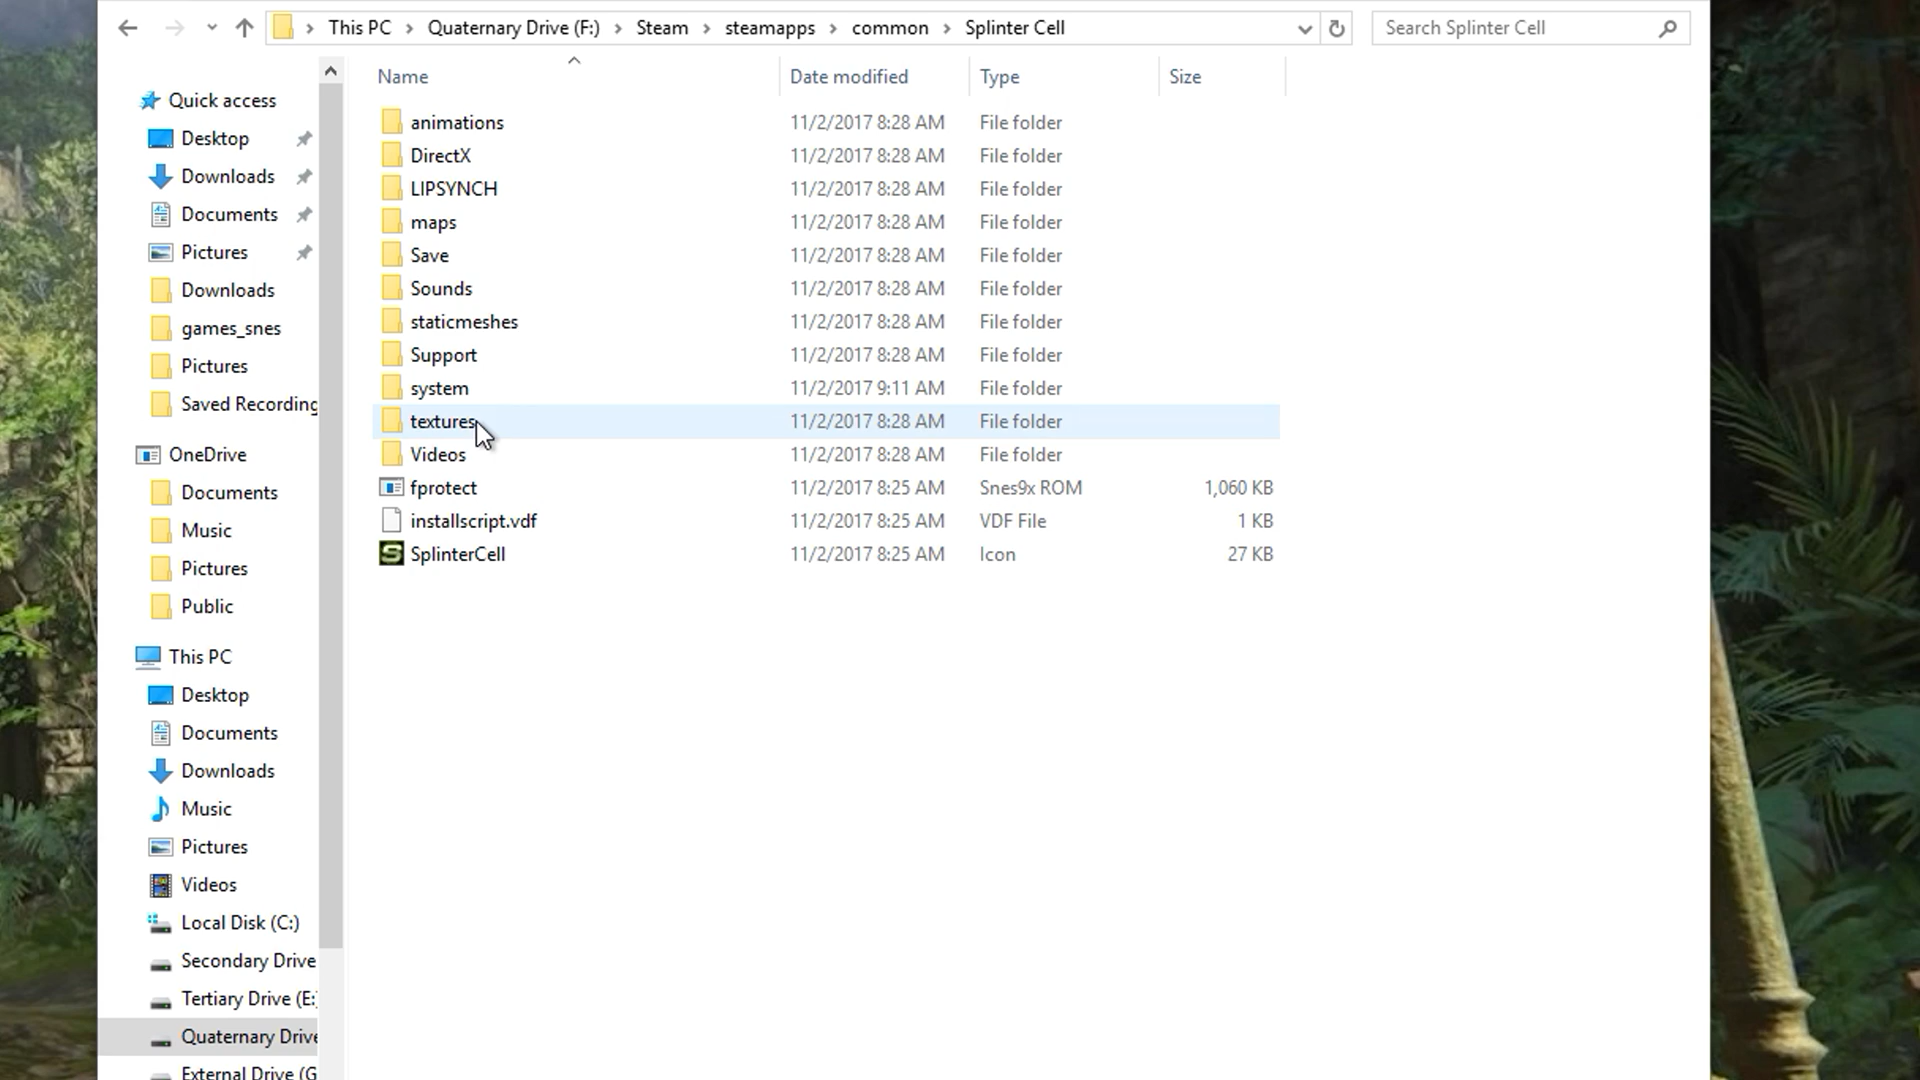 This PC > Quaternary Drive (F:) > Steam > steamapps > common > Splinter Cell
Search Splinter Cell
Name Date modified Type Size
Quick access
Desktop
Downloads
Documents
Pictures
Downloads
games_snes
Pictures
Saved Recording
OneDrive
Documents
Music
Pictures
Public
This PC
Desktop
Documents
Downloads
Music
Pictures
Videos
Local Disk (C:)
Secondary Drive
Tertiary Drive (E:)
Quaternary Drive
External Drive (G
animations 11/2/2017 8:28 AM File folder
DirectX 11/2/2017 8:28 AM File folder
LIPSYNCH 11/2/2017 8:28 AM File folder
maps 11/2/2017 8:28 AM File folder
Save 11/2/2017 8:28 AM File folder
Sounds 11/2/2017 8:28 AM File folder
staticmeshes 11/2/2017 8:28 AM File folder
Support 11/2/2017 8:28 AM File folder
system 11/2/2017 9:11 AM File folder
textures 11/2/2017 8:28 AM File folder
Videos 11/2/2017 8:28 AM File folder
fprotect 11/2/2017 8:25 AM Snes9x ROM 1,060 KB
installscript.vdf 11/2/2017 8:25 AM VDF File 1 KB
SplinterCell 11/2/2017 8:25 AM Icon 27 KB